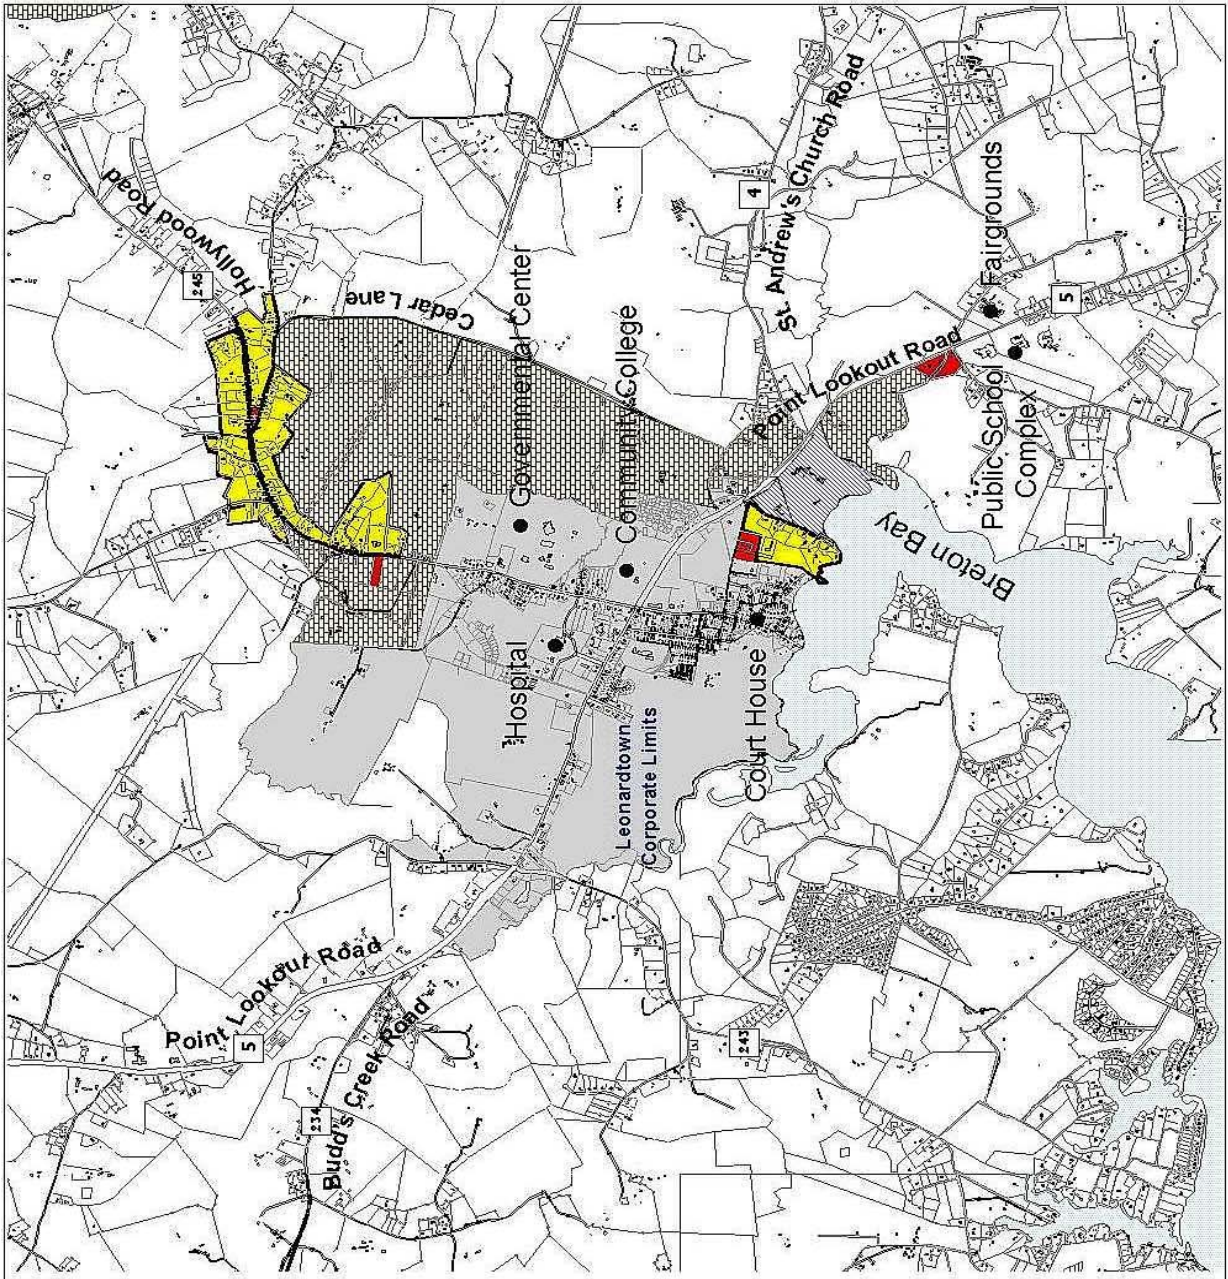 Hollywood Road
245
Cedar Lane
Governmental Center
Community College
St. Andrew's Church Road
4
Point Lookout Road
Fairgrounds
5
Public School
Complex
Breton Bay
Hospital
Court House
Leonardtown
Corporate Limits
Point Lookout Road
5
Budd's Creek Road
234
243